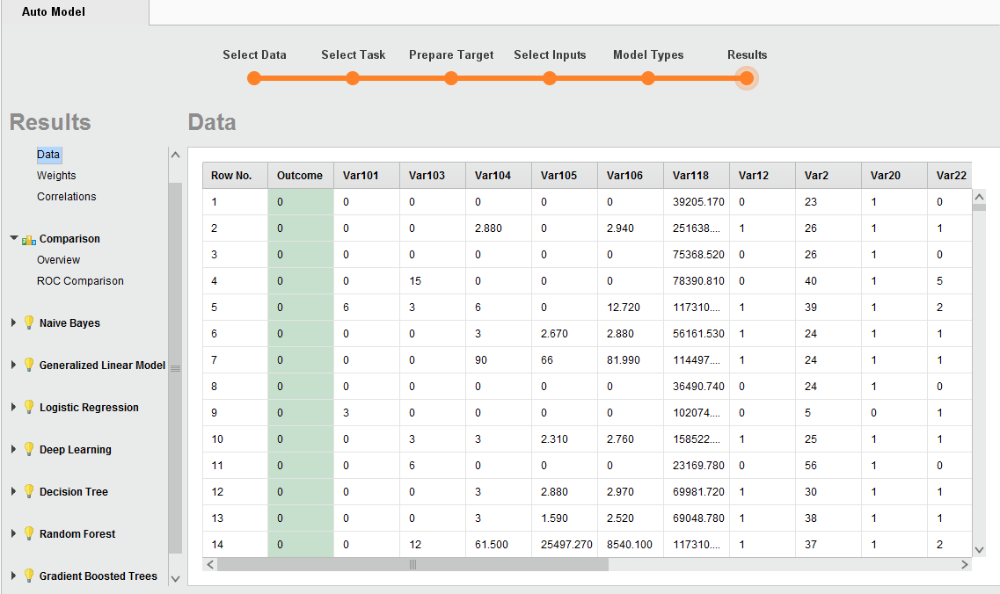 Auto Model
Select Data Select Task Prepare Target Select Inputs Model Types Results
Results
Data
Weights
Correlations
Comparison
Overview
ROC Comparison
Naive Bayes
Generalized Linear Model
Logistic Regression
Deep Learning
Decision Tree
Random Forest
Gradient Boosted Trees
Data
Row No. Outcome Var101 Var103 Var104 Var105 Var106 Var118 Var12 Var2 Var20 Var22
1 0 0 0 0 0 0 39205.170 0 23 1 0
2 0 0 0 2.880 0 2.940 251638.... 1 26 1 1
3 0 0 0 0 0 0 75368.520 0 26 1 0
4 0 0 15 0 0 0 78390.810 0 40 1 5
5 0 6 3 6 0 12.720 117310.... 1 39 1 2
6 0 0 0 3 2.670 2.880 56161.530 1 24 1 1
7 0 0 0 90 66 81.990 114497.... 1 24 1 1
8 0 0 0 0 0 0 36490.740 0 24 1 0
9 0 3 0 0 0 0 102074.... 0 5 0 1
10 0 0 3 3 2.310 2.760 158522.... 1 25 1 1
11 0 0 6 0 0 0 23169.780 0 56 1 0
12 0 0 0 3 2.880 2.970 69981.720 1 30 1 1
13 0 0 0 3 1.590 2.520 69048.780 1 38 1 1
14 0 0 12 61.500 25497.270 8540.100 117310.... 1 37 1 2